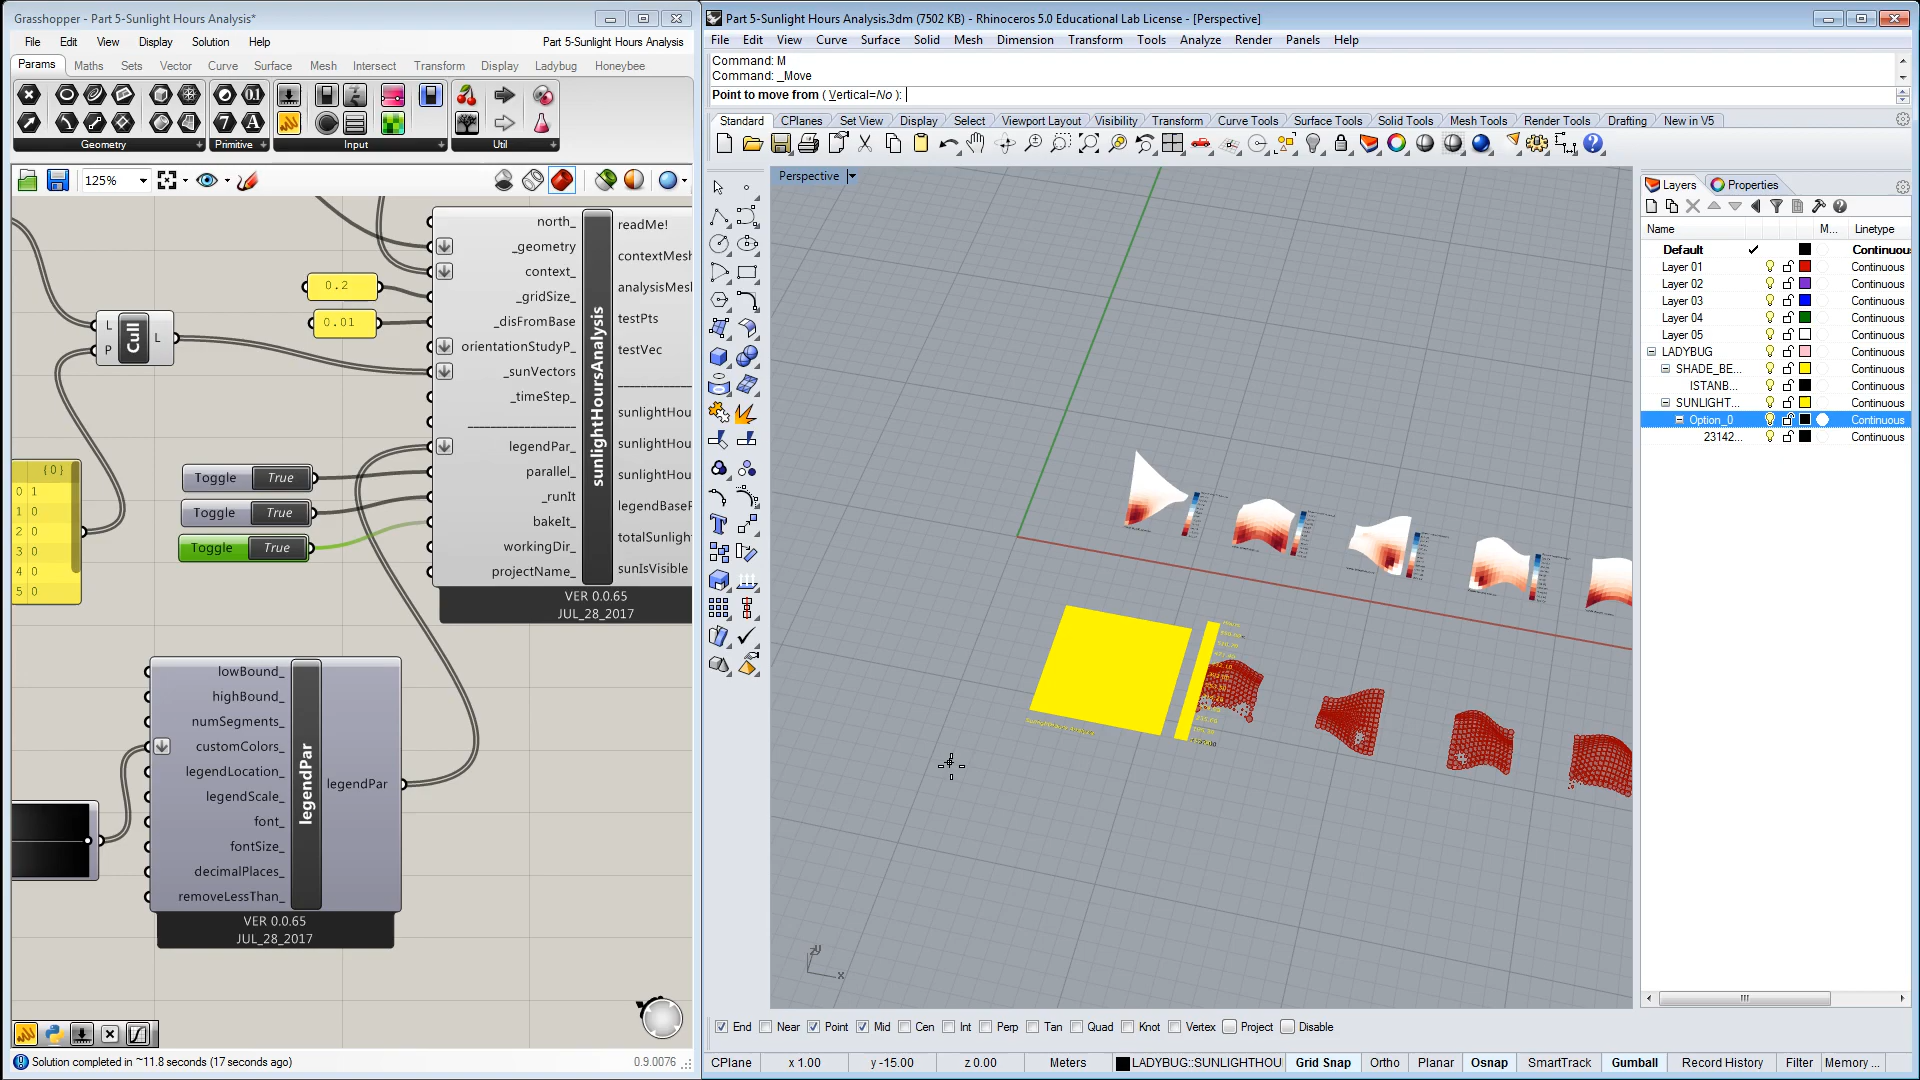 Grasshopper - Part 5-Sunlight Hours Analysis*
File Edit View Display Solution Help
Part 5-Sunlight Hours Analysis
Params Maths Sets Vector Curve Surface Mesh Intersect Transform Display Ladybug Honeybee
Geometry Primitive Input Util
125%
north_
_geometry
context_
_gridSize_
_disFromBase
orientationStudyP_
_sunVectors
_timeStep_
legendPar_
parallel_
_runIt
bakeIt_
workingDir_
projectName_
sunlightHoursAnalysis
readMe!
contextMesh
analysisMesh
testPts
testVec
sunlightHou
sunlightHou
sunlightHou
legendBaseP
totalSunlight
sunIsVisible
VER 0.0.65
JUL_28_2017
0.2
0.01
L
P
Cull
L
{0}
0 1
1 0
2 0
3 0
4 0
5 0
Toggle True
Toggle True
Toggle True
lowBound_
highBound_
numSegments_
customColors_
legendLocation_
legendScale_
font_
fontSize_
decimalPlaces_
removeLessThan_
legendPar
legendPar
VER 0.0.65
JUL_28_2017
Solution completed in ~11.8 seconds (17 seconds ago)
0.9.0076
Part 5-Sunlight Hours Analysis.3dm (7502 KB) - Rhinoceros 5.0 Educational Lab License - [Perspective]
File Edit View Curve Surface Solid Mesh Dimension Transform Tools Analyze Render Panels Help
Command: M
Command: _Move
Point to move from ( Vertical=No ):
Standard CPlanes Set View Display Select Viewport Layout Visibility Transform Curve Tools Surface Tools Solid Tools Mesh Tools Render Tools Drafting New in V5
Perspective
x
Layers Properties
Name M... Linetype
Default Continuou
Layer 01 Continuous
Layer 02 Continuous
Layer 03 Continuous
Layer 04 Continuous
Layer 05 Continuous
LADYBUG Continuous
SHADE_BE... Continuous
ISTANB... Continuous
SUNLIGHT... Continuous
Option_0 Continuous
23142... Continuous
End Near Point Mid Cen Int Perp Tan Quad Knot Vertex Project Disable
CPlane x 1.00 y -15.00 z 0.00 Meters LADYBUG::SUNLIGHTHOU Grid Snap Ortho Planar Osnap SmartTrack Gumball Record History Filter Memory ...